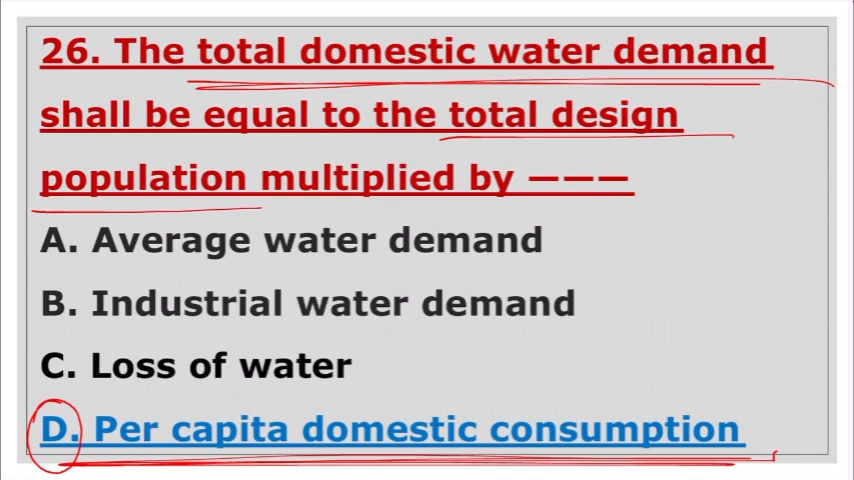 26. The total domestic water demand
shall be equal to the total design
population multiplied by ———
A. Average water demand
B. Industrial water demand
C. Loss of water
D. Per capita domestic consumption